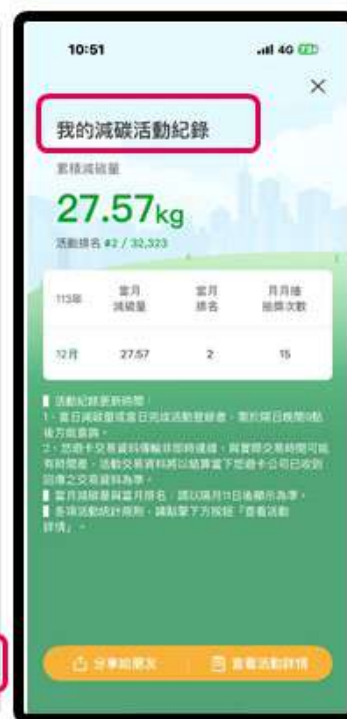 10:51
4G
我的減碳活動紀錄
累積減碳量
27.57kg
活動排名 #2 / 32,323
113年 當月減碳量 當月排名 月月抽抽獎次數
12月 27.57 2 15
活動紀錄更新時間：
1、當日減碳量或當日完成活動登錄者，需於隔日晚間9點
後方能查詢。
2、悠遊卡交易資料傳輸非即時連線，與實際交易時間可能
有時間差，活動交易資料將以結算當下悠遊卡公司已收到
回傳之交易資料為準。
當月減碳量與當月排名，請以隔月11日後顯示為準。
各項活動統計規則，請點擊下方按鈕「查看活動
詳情」。
分享給朋友 查看活動詳情